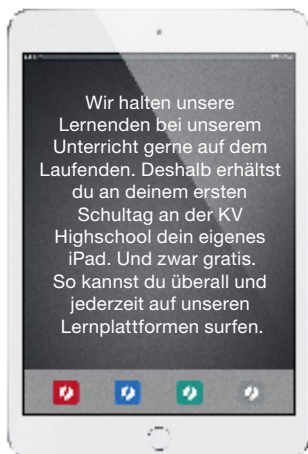 Wir halten unsere
Lernenden bei unserem
Unterricht gerne auf dem
Laufenden. Deshalb erhältst
du an deinem ersten
Schultag an der KV
Highschool dein eigenes
iPad. Und zwar gratis.
So kannst du überall und
jederzeit auf unseren
Lernplattformen surfen.